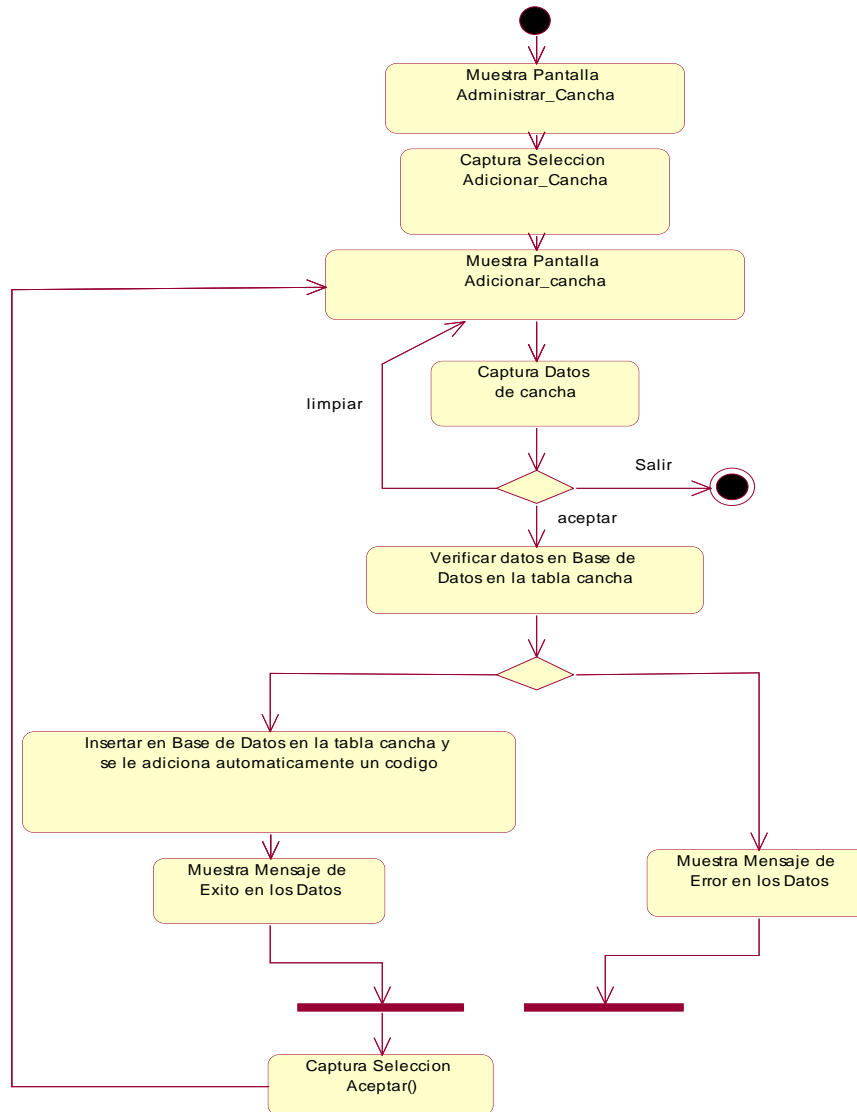 Muestra Pantalla
Administrar_Cancha
Captura Seleccion
Adicionar_Cancha
Muestra Pantalla
Adicionar_cancha
Captura Datos
de cancha
limpiar
Salir
aceptar
Verificar datos en Base de
Datos en la tabla cancha
Insertar en Base de Datos en la tabla cancha y
se le adiciona automaticamente un codigo
Muestra Mensaje de
Exito en los Datos
Muestra Mensaje de
Error en los Datos
Captura Seleccion
Aceptar()